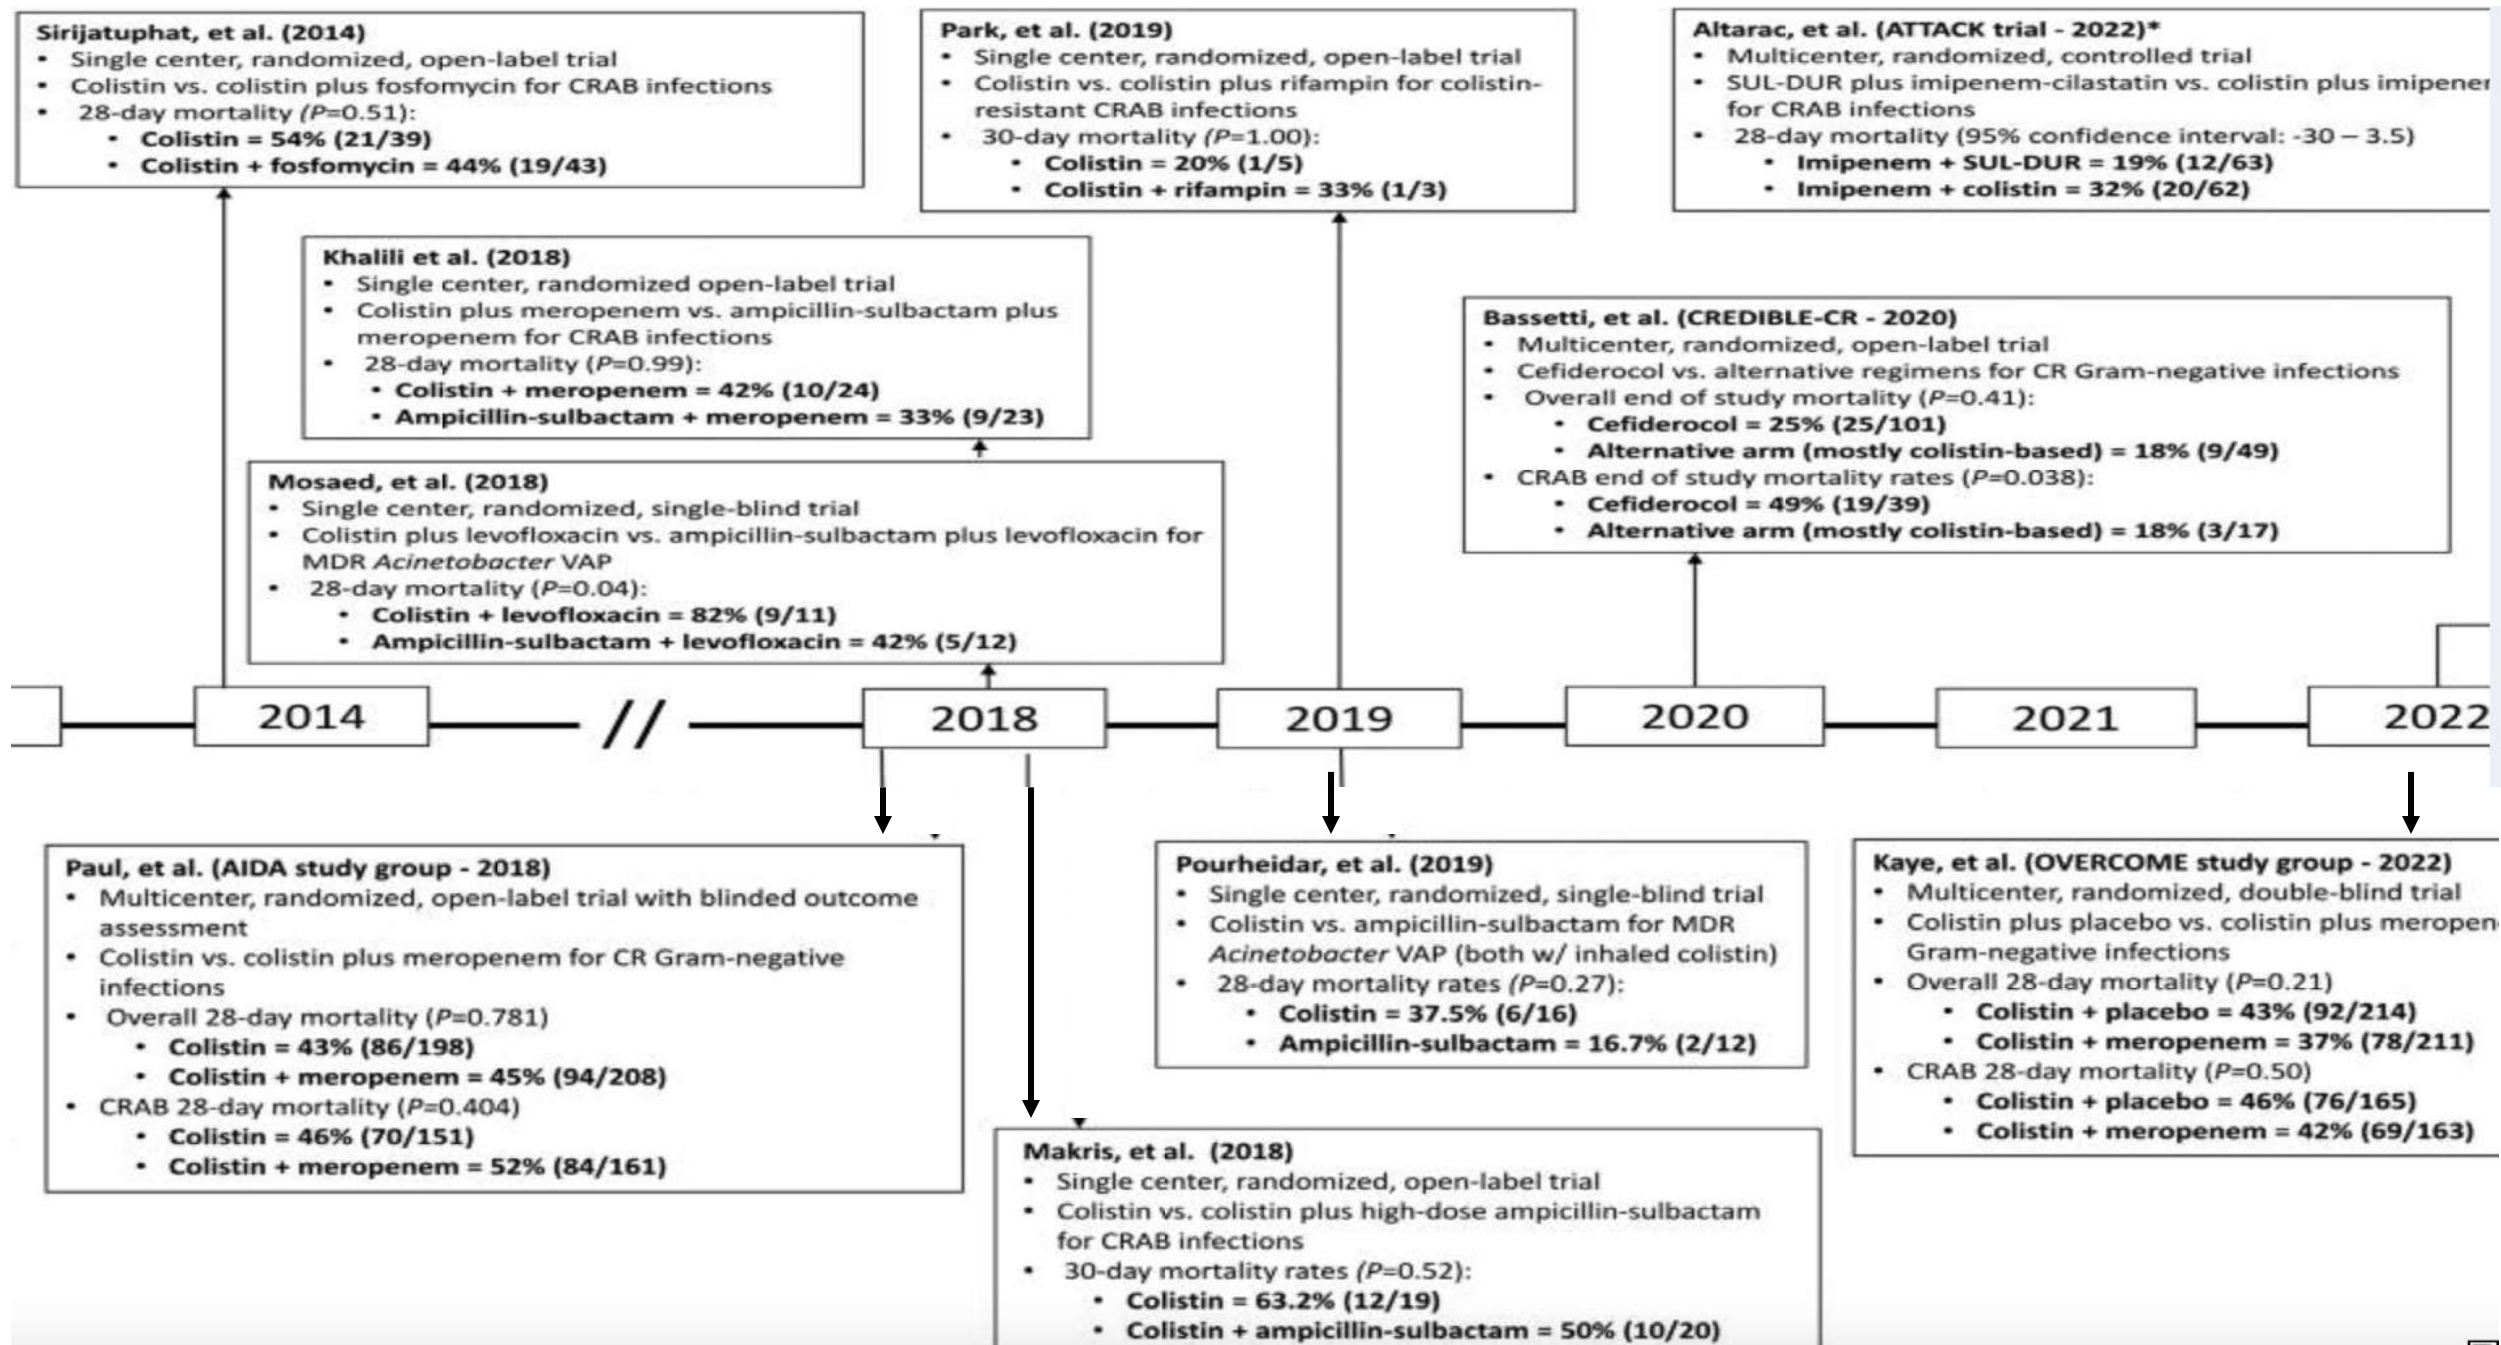 Sirijatuphat, et al. (2014)
• Single center, randomized, open-label trial
• Colistin vs. colistin plus fosfomycin for CRAB infections
• 28-day mortality (P=0.51):
• Colistin = 54% (21/39)
• Colistin + fosfomycin = 44% (19/43)
Park, et al. (2019)
• Single center, randomized, open-label trial
• Colistin vs. colistin plus rifampin for colistin-
resistant CRAB infections
• 30-day mortality (P=1.00):
• Colistin = 20% (1/5)
• Colistin + rifampin = 33% (1/3)
Altarac, et al. (ATTACK trial - 2022)*
• Multicenter, randomized, controlled trial
• SUL-DUR plus imipenem-cilastatin vs. colistin plus
for CRAB infections
• 28-day mortality (95% confidence interval: -30 – 3.5)
• Imipenem + SUL-DUR = 19% (12/63)
• Imipenem + colistin = 32% (20/62)
Khalili et al. (2018)
• Single center, randomized open-label trial
• Colistin plus meropenem vs. ampicillin-sulbactam plus
meropenem for CRAB infections
• 28-day mortality (P=0.99):
• Colistin + meropenem = 42% (10/24)
• Ampicillin-sulbactam + meropenem = 33% (9/23)
Bassetti, et al. (CREDIBLE-CR - 2020)
• Multicenter, randomized, open-label trial
• Cefiderocol vs. alternative regimens for CR Gram-negative infections
• Overall end of study mortality (P=0.41):
• Cefiderocol = 25% (25/101)
• Alternative arm (mostly colistin-based) = 18% (9/49)
• CRAB end of study mortality rates (P=0.038):
• Cefiderocol = 49% (19/39)
• Alternative arm (mostly colistin-based) = 18% (3/17)
Mosaed, et al. (2018)
• Single center, randomized, single-blind trial
• Colistin plus levofloxacin vs. ampicillin-sulbactam plus levofloxacin for
MDR Acinetobacter VAP
• 28-day mortality (P=0.04):
• Colistin + levofloxacin = 82% (9/11)
• Ampicillin-sulbactam + levofloxacin = 42% (5/12)
2014 // 2018 2019 2020 2021 2022
Paul, et al. (AIDA study group - 2018)
• Multicenter, randomized, open-label trial with blinded outcome
assessment
• Colistin vs. colistin plus meropenem for CR Gram-negative
infections
• Overall 28-day mortality (P=0.781)
• Colistin = 43% (86/198)
• Colistin + meropenem = 45% (94/208)
• CRAB 28-day mortality (P=0.404)
• Colistin = 46% (70/151)
• Colistin + meropenem = 52% (84/161)
Pourheidar, et al. (2019)
• Single center, randomized, single-blind trial
• Colistin vs. ampicillin-sulbactam for MDR
Acinetobacter VAP (both w/ inhaled colistin)
• 28-day mortality rates (P=0.27):
• Colistin = 37.5% (6/16)
• Ampicillin-sulbactam = 16.7% (2/12)
Kaye, et al. (OVERCOME study group - 2022)
• Multicenter, randomized, double-blind trial
• Colistin plus placebo vs. colistin plus
Gram-negative infections
• Overall 28-day mortality (P=0.21)
• Colistin + placebo = 43% (92/214)
• Colistin + meropenem = 37% (78/211)
• CRAB 28-day mortality (P=0.50)
• Colistin + placebo = 46% (76/165)
• Colistin + meropenem = 42% (69/163)
Makris, et al. (2018)
• Single center, randomized, open-label trial
• Colistin vs. colistin plus high-dose ampicillin-sulbactam
for CRAB infections
• 30-day mortality rates (P=0.52):
• Colistin = 63.2% (12/19)
• Colistin + ampicillin-sulbactam = 50% (10/20)